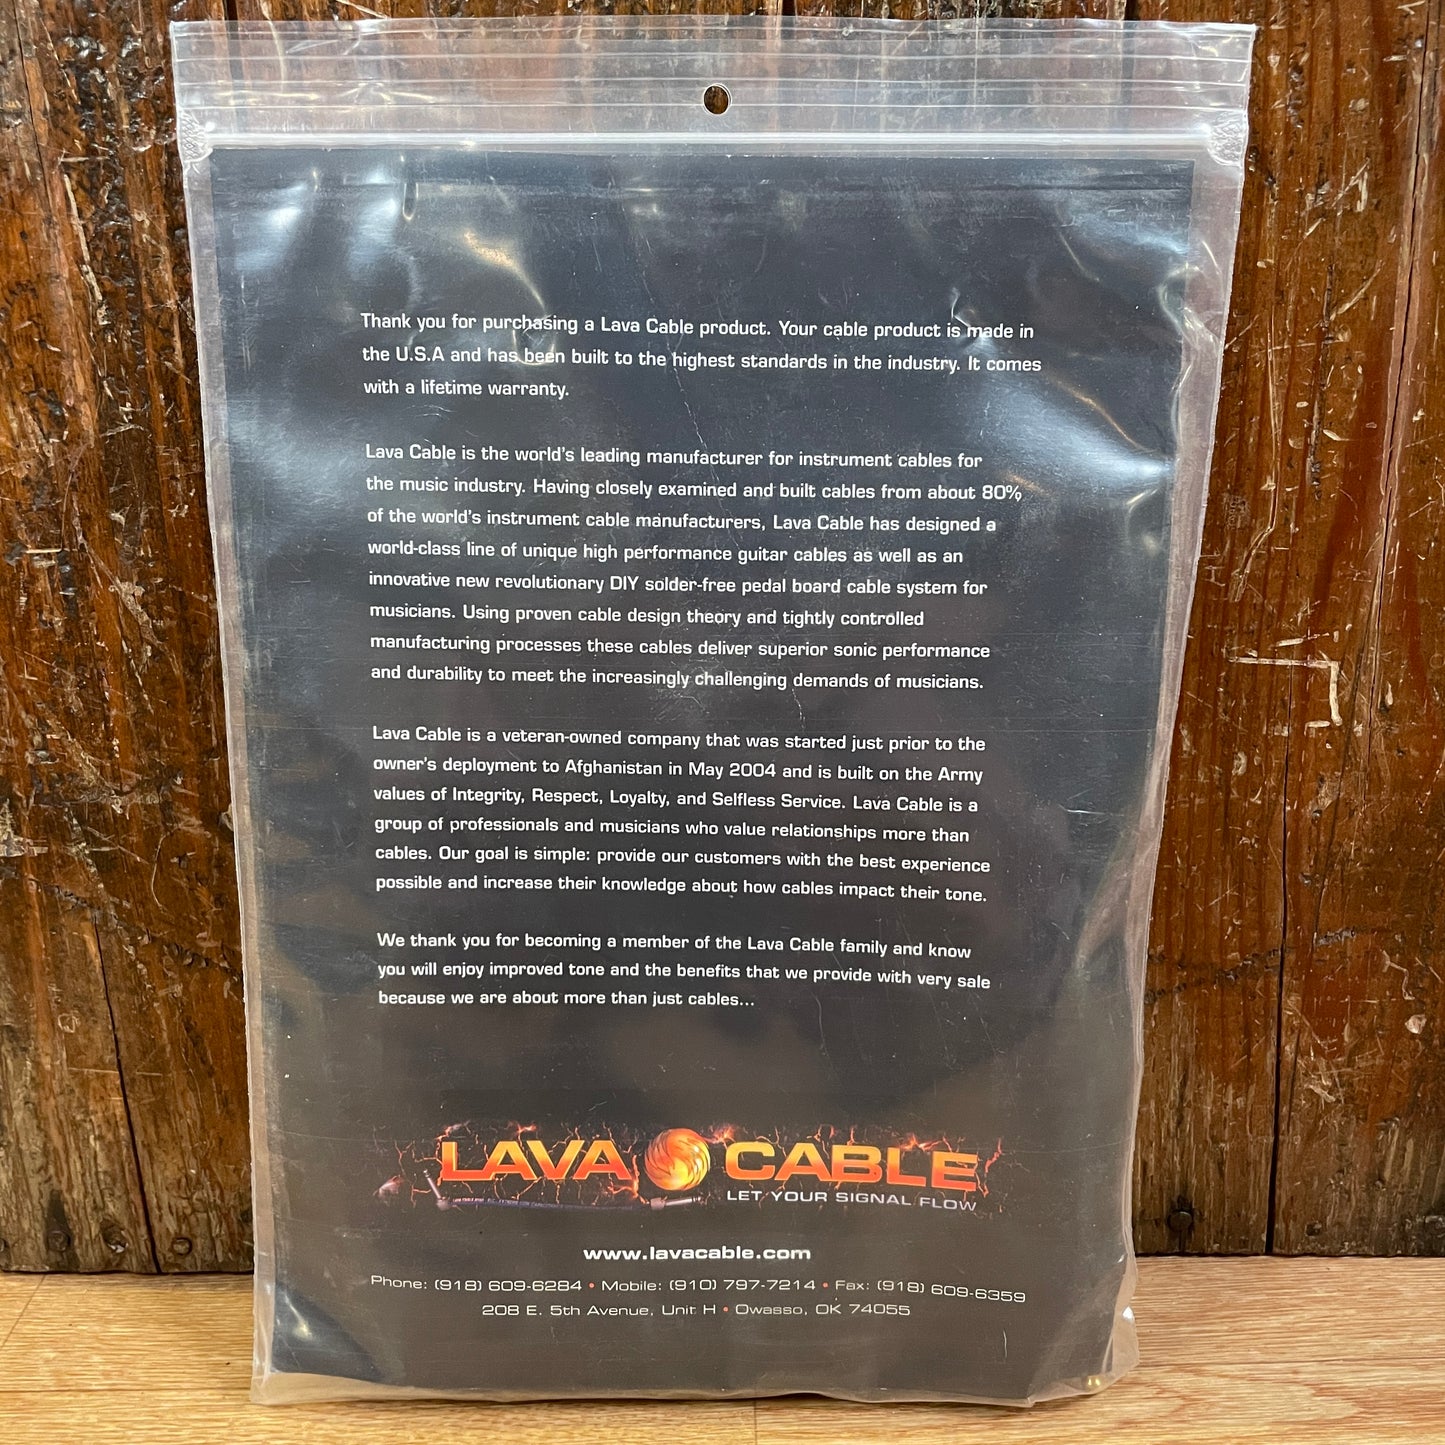 Thank you for purchasing a Lava Cable product. Your cable product is made in
the U.S.A and has been built to the highest standards in the industry. It comes
with a lifetime warranty.
Lava Cable is the world's leading manufacturer for instrument cables for
the music industry. Having closely examined and built cables from about 80%
of the world's instrument cable manufacturers, Lava Cable has designed a
world-class line of unique high performance guitar cables as well as an
innovative new revolutionary DIY solder-free pedal board cable system for
musicians. Using proven cable design theory and tightly controlled
manufacturing processes these cables deliver superior sonic performance
and durability to meet the increasingly challenging demands of musicians.
Lava Cable is a veteran-owned company that was started just prior to the
owner's deployment to Afghanistan in May 2004 and is built on the Army
values of Integrity, Respect, Loyalty, and Selfless Service. Lava Cable is a
group of professionals and musicians who value relationships more than
cables. Our goal is simple: provide our customers with the best experience
possible and increase their knowledge about how cables impact their tone.
We thank you for becoming a member of the Lava Cable family and know
you will enjoy improved tone and the benefits that we provide with very sale
because we are about more than just cables...
LAVA CABLE
LET YOUR SIGNAL FLOW
www.lavacable.com
Phone: (918) 609-6284 • Mobile: (910) 797-7214 • Fax: (918) 609-6359
208 E. 5th Avenue, Unit H • Owasso, OK 74055